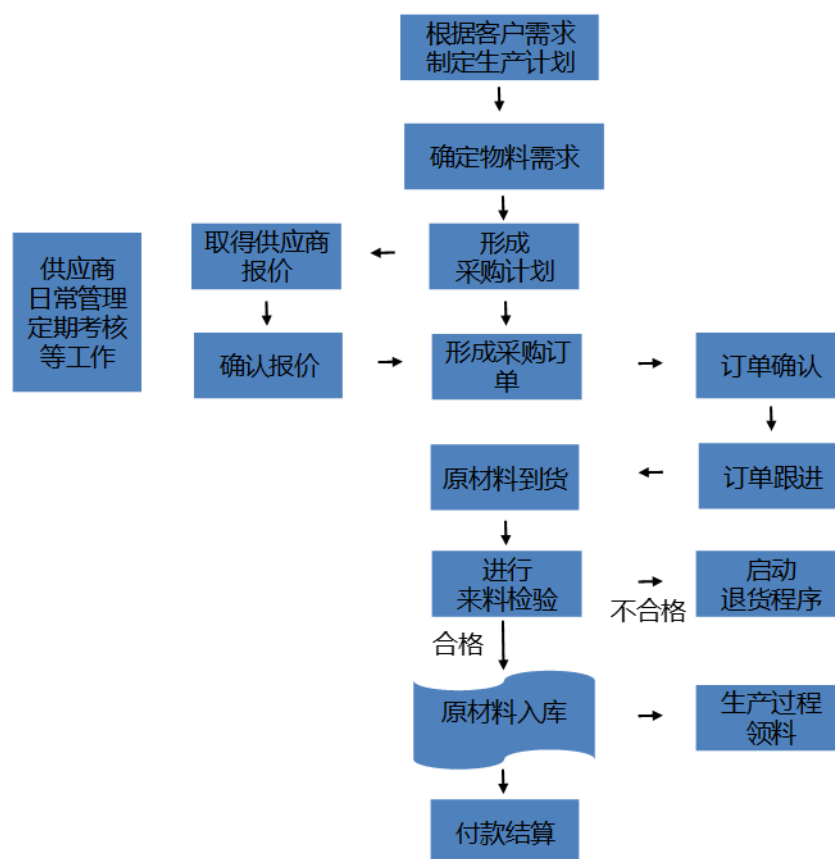 根据客户需求
制定生产计划
确定物料需求
供应商
日常管理
定期考核
等工作
取得供应商
报价
形成
采购计划
确认报价
形成采购订
单
订单确认
原材料到货
订单跟进
进行
来料检验
不合格
启动
退货程序
合格
原材料入库
生产过程
领料
付款结算